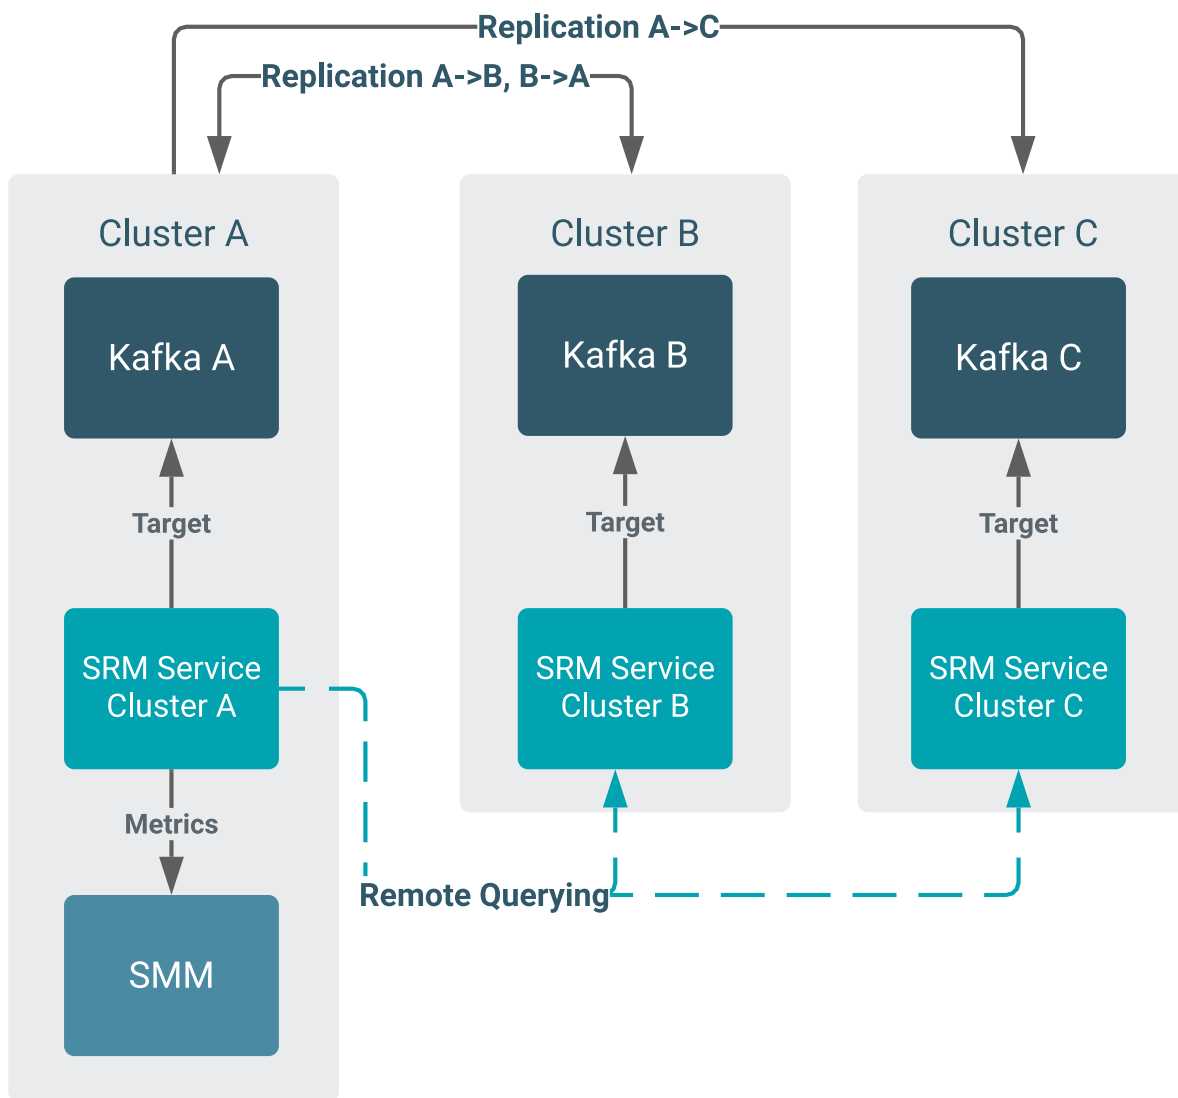 Replication A->C
Replication A->B, B->A
Cluster A
Cluster B
Cluster C
Kafka A
Kafka B
Kafka C
Target
Target
Target
SRM Service
Cluster A
SRM Service
Cluster B
SRM Service
Cluster C
Metrics
Remote Querying
SMM